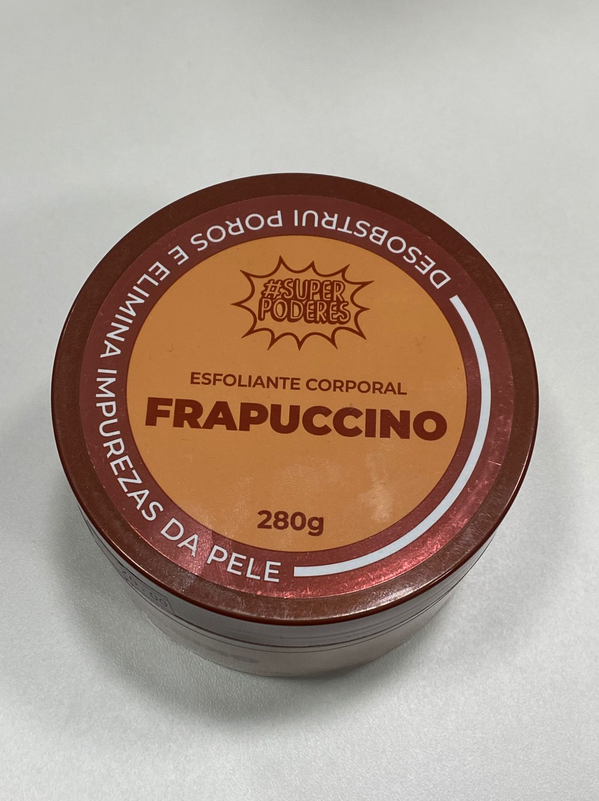 #SUPER
PODERES
ESFOLIANTE CORPORAL
FRAPUCCINO
280g
DESOBSTRUI POROS E ELIMINA IMPUREZAS DA PELE